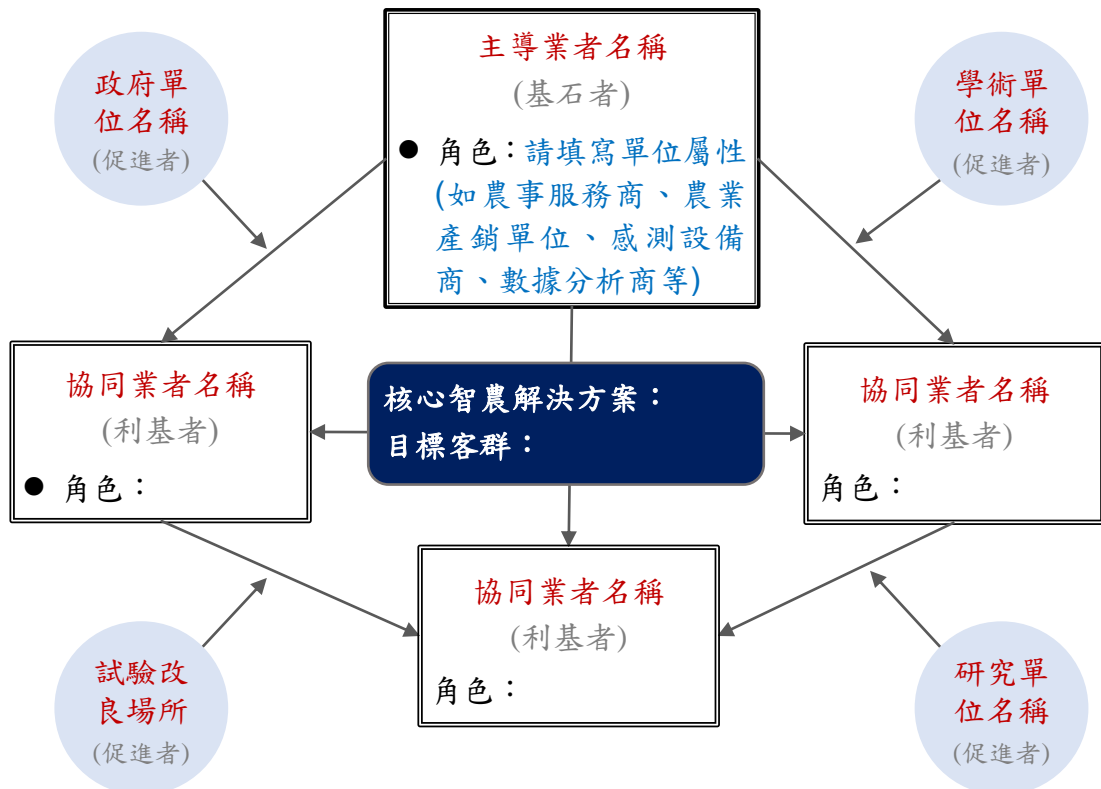 主導業者名稱
(基石者)
● 角色：請填寫單位屬性
(如農事服務商、農業
產銷單位、感測設備
商、數據分析商等)
政府單
位名稱
(促進者)
學術單
位名稱
(促進者)
協同業者名稱
(利基者)
● 角色：
核心智農解決方案：
目標客群：
協同業者名稱
(利基者)
角色：
協同業者名稱
(利基者)
角色：
試驗改
良場所
(促進者)
研究單
位名稱
(促進者)